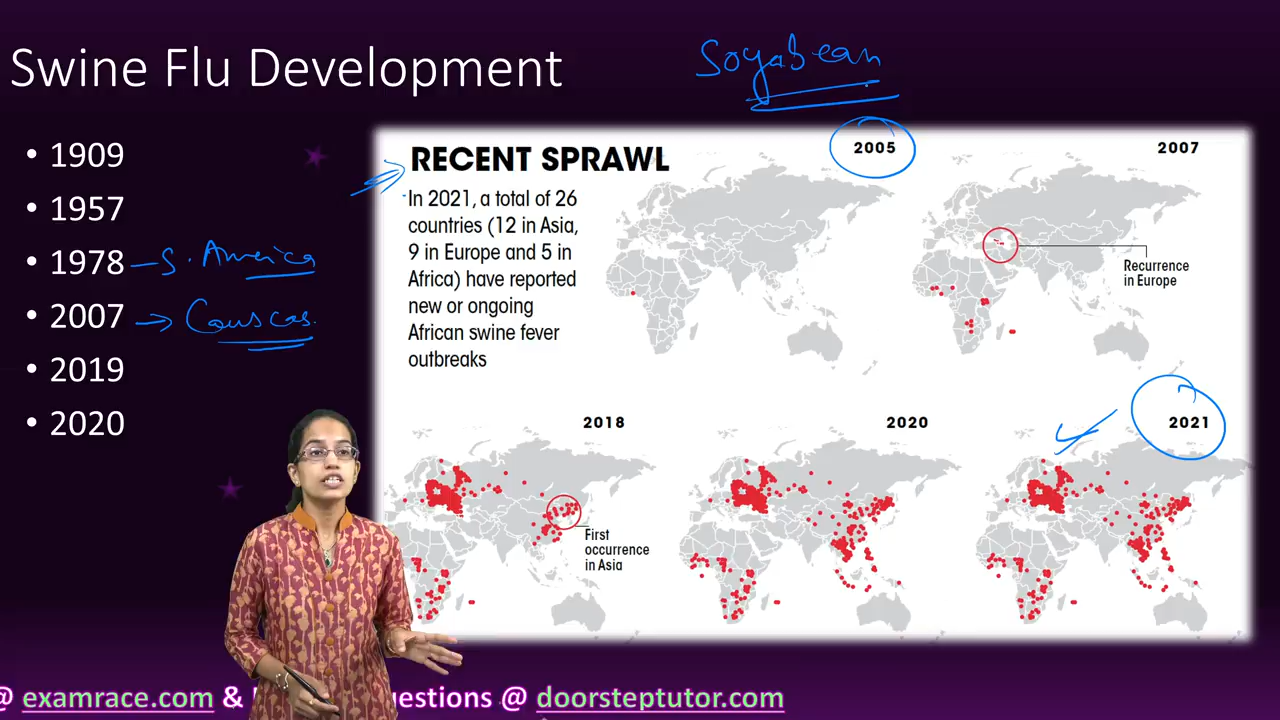 Swine Flu Development
Soyabean
• 1909
• 1957
• 1978 – S. America
• 2007 → Causcas.
• 2019
• 2020
RECENT SPRAWL
In 2021, a total of 26
countries (12 in Asia,
9 in Europe and 5 in
Africa) have reported
new or ongoing
African swine fever
outbreaks
2005
2007
Recurrence
in Europe
2018
First
occurrence
in Asia
2020
2021
@ examrace.com & estions @ doorsteptutor.com